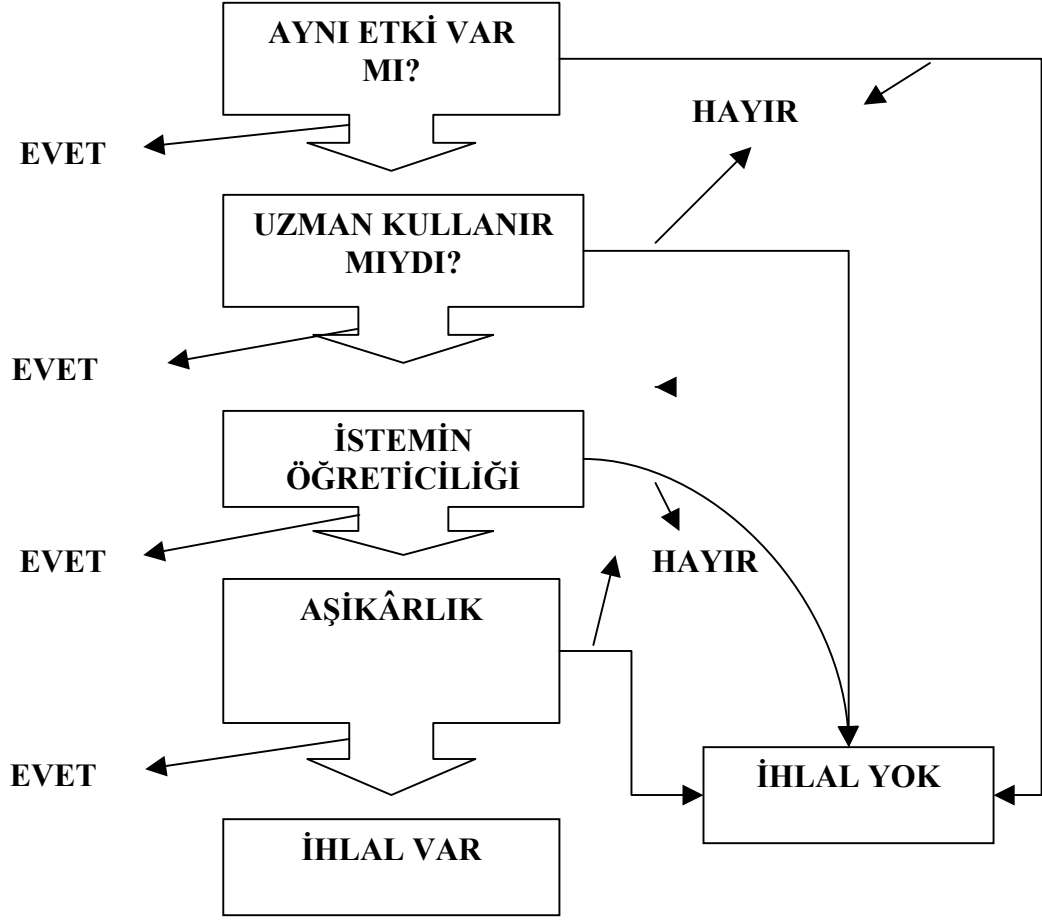 AYNI ETKİ VAR
MI?
HAYIR
EVET
UZMAN KULLANIR
MIYDI?
EVET
İSTEMİN
ÖĞRETİCİLİĞİ
EVET
HAYIR
AŞİKÂRLIK
EVET
İHLAL YOK
İHLAL VAR